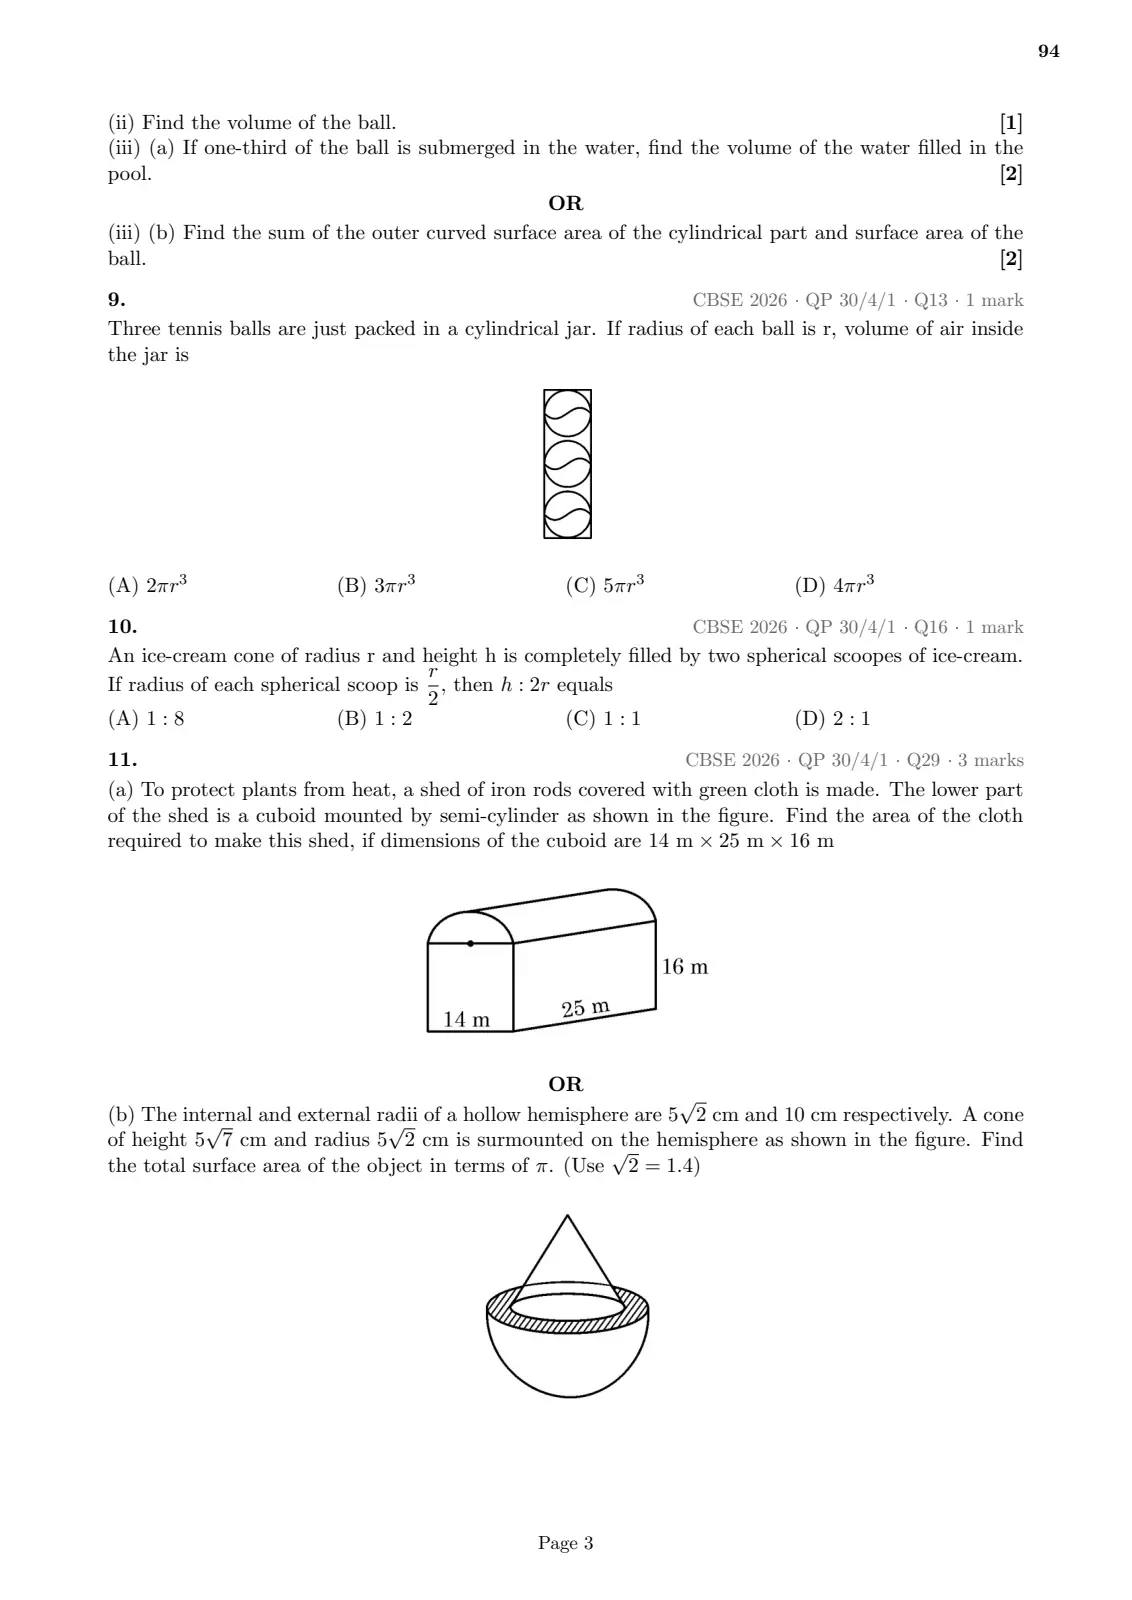 94
(ii) Find the volume of the ball. [1]
(iii) (a) If one-third of the ball is submerged in the water, find the volume of the water filled in the
pool. [2]
OR
(iii) (b) Find the sum of the outer curved surface area of the cylindrical part and surface area of the
ball. [2]
9. CBSE 2026 · QP 30/4/1 · Q13 · 1 mark
Three tennis balls are just packed in a cylindrical jar. If radius of each ball is r, volume of air inside
the jar is
(A) 2πr³ (B) 3πr³ (C) 5πr³ (D) 4πr³
10. CBSE 2026 · QP 30/4/1 · Q16 · 1 mark
An ice-cream cone of radius r and height h is completely filled by two spherical scoopes of ice-cream.
If radius of each spherical scoop is r/2, then h : 2r equals
(A) 1 : 8 (B) 1 : 2 (C) 1 : 1 (D) 2 : 1
11. CBSE 2026 · QP 30/4/1 · Q29 · 3 marks
(a) To protect plants from heat, a shed of iron rods covered with green cloth is made. The lower part
of the shed is a cuboid mounted by semi-cylinder as shown in the figure. Find the area of the cloth
required to make this shed, if dimensions of the cuboid are 14 m × 25 m × 16 m
16 m
25 m
14 m
OR
(b) The internal and external radii of a hollow hemisphere are 5√2 cm and 10 cm respectively. A cone
of height 5√7 cm and radius 5√2 cm is surmounted on the hemisphere as shown in the figure. Find
the total surface area of the object in terms of π. (Use √2 = 1.4)
Page 3